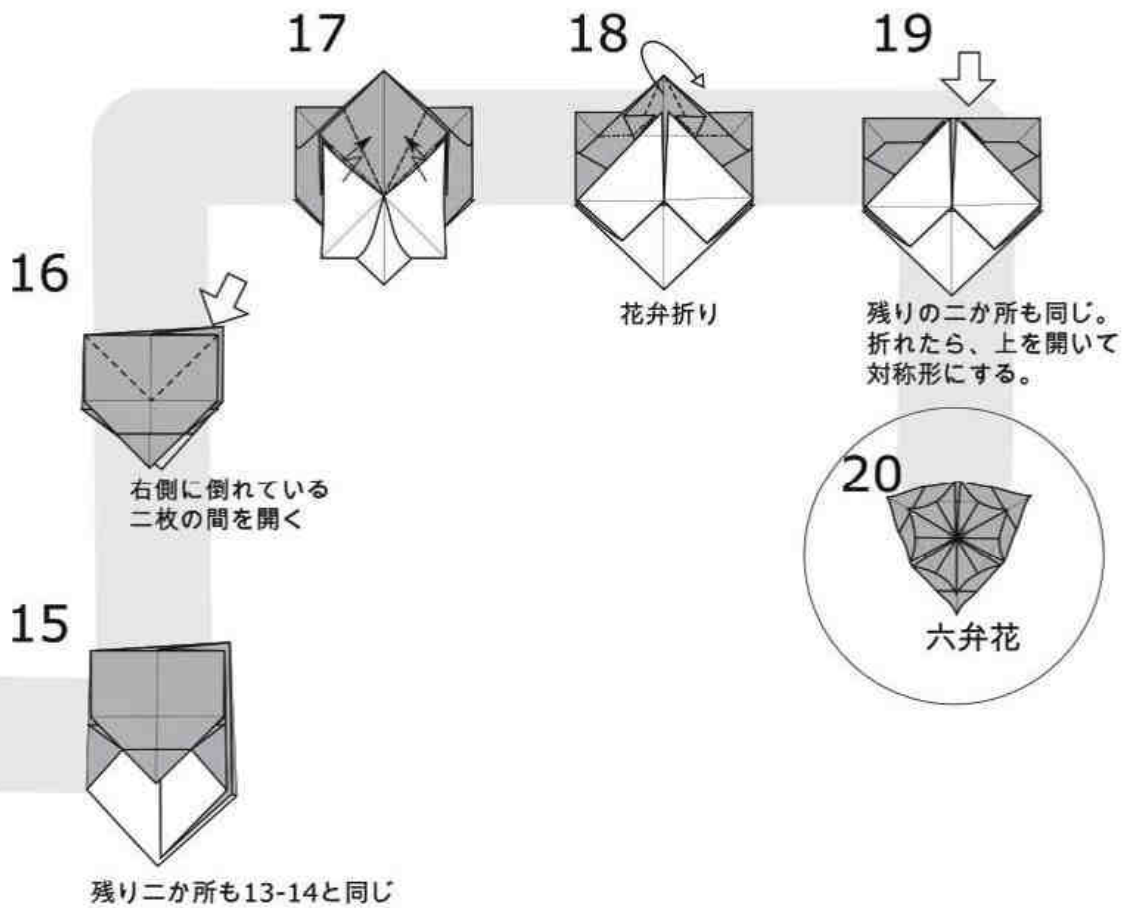 15
残り二か所も13-14と同じ
16
右側に倒れている
二枚の間を開く
17
18
花弁折り
19
残りの二か所も同じ。
折れたら、上を開いて
対称形にする。
20
六弁花